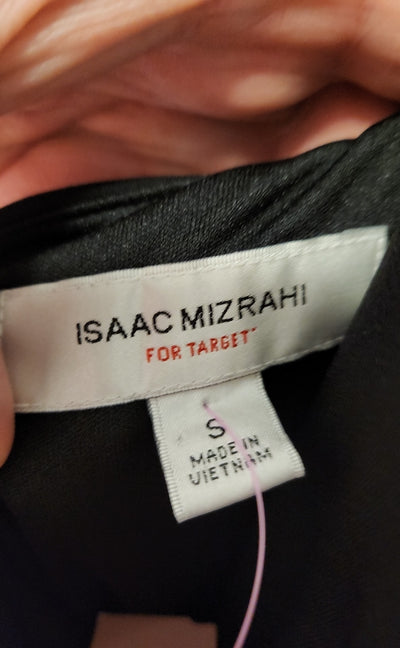 ISAAC MIZRAHI
FOR TARGET
S
MADE IN
VIETNAM